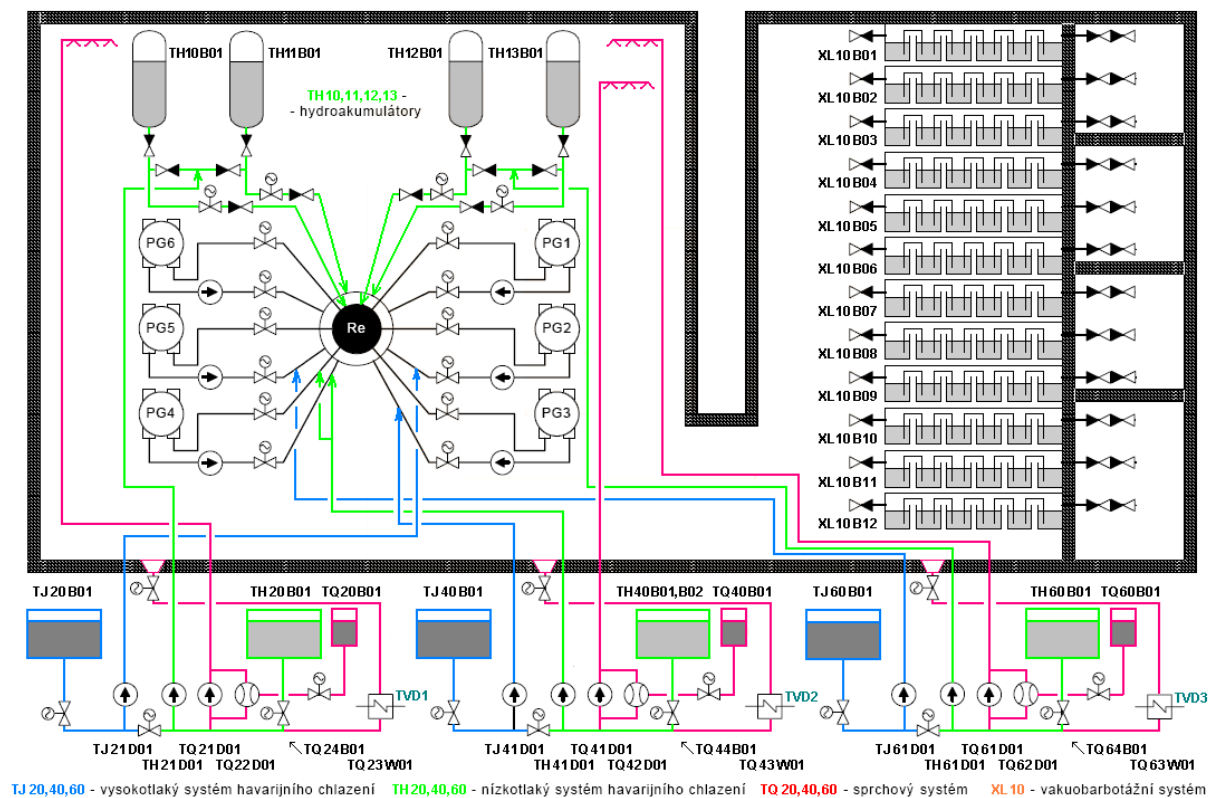 TH10B01 TH11B01 TH12B01 TH13B01
TH10,11,12,13 -
- hydroakumulátory
PG6 PG1
PG5 Re PG2
PG4 PG3
XL10B01
XL10B02
XL10B03
XL10B04
XL10B05
XL10B06
XL10B07
XL10B08
XL10B09
XL10B10
XL10B11
XL10B12
TJ20B01 TH20B01 TQ20B01 TJ40B01 TH40B01,B02 TQ40B01 TJ60B01 TH60B01 TQ60B01
TVD1 TVD2 TVD3
TJ21D01 TQ21D01 TQ24B01 TJ41D01 TQ41D01 TQ44B01 TJ61D01 TQ61D01 TQ64B01
TH21D01 TQ22D01 TQ23W01 TH41D01 TQ42D01 TQ43W01 TH61D01 TQ62D01 TQ63W01
TJ 20,40,60 - vysokotlaký systém havarijního chlazení TH 20,40,60 - nízkotlaký systém havarijního chlazení TQ 20,40,60 - sprchový systém XL 10 - vakuobarbotážní systém